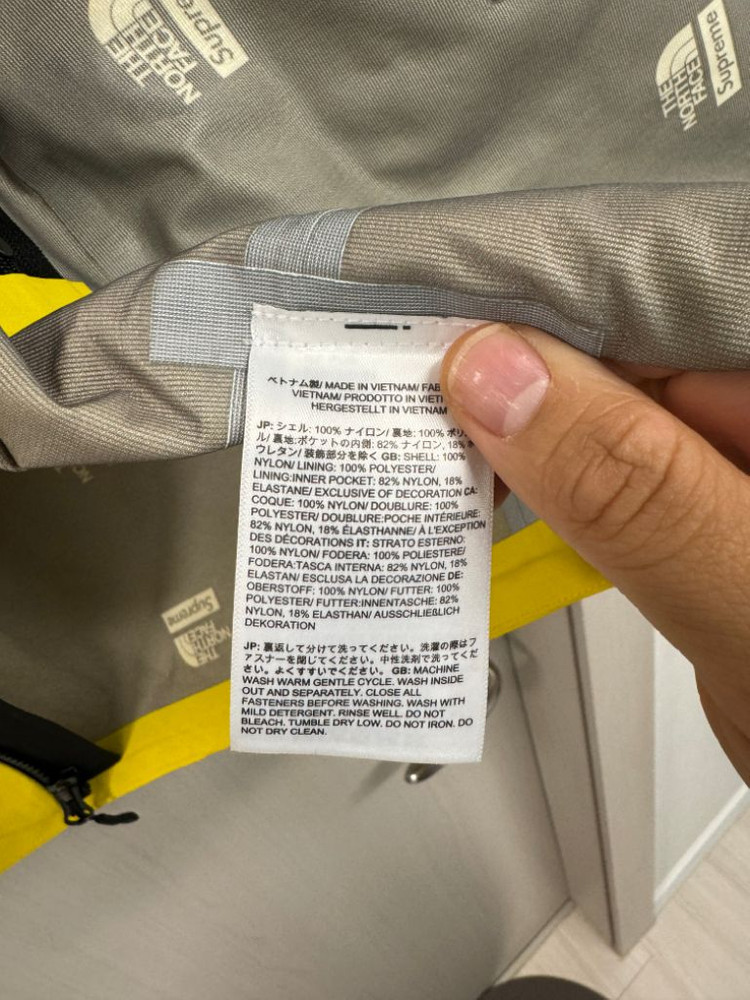 THE
NORTH
FACE
Supreme
THE
NORTH
FACE
Supreme
ベトナム製/ MADE IN VIETNAM/ FAB
VIETNAM/ PRODOTTO IN VIETN
HERGESTELLT IN VIETNAM
JP: シェル: 100% ナイロン/ 裏地: 100% ポリ
ル/ 裏地:ポケットの内側: 82% ナイロン, 18%
ウレタン/ 装飾部分を除く GB: SHELL: 100%
NYLON/ LINING: 100% POLYESTER/
LINING:INNER POCKET: 82% NYLON, 18%
ELASTANE/ EXCLUSIVE OF DECORATION CA:
COQUE: 100% NYLON/ DOUBLURE: 100%
POLYESTER/ DOUBLURE:POCHE INTÉRIEURE:
82% NYLON, 18% ÉLASTHANNE/ À L'EXCEPTION
DES DÉCORATIONS IT: STRATO ESTERNO:
100% NYLON/ FODERA: 100% POLIESTERE/
FODERA:TASCA INTERNA: 82% NYLON, 18%
ELASTAN/ ESCLUSA LA DECORAZIONE DE:
OBERSTOFF: 100% NYLON/ FUTTER: 100%
POLYESTER/ FUTTER:INNENTASCHE: 82%
NYLON, 18% ELASTHAN/ AUSSCHLIEßLICH
DEKORATION
JP: 裏返して分けて洗ってください。洗濯の際はフ
ァスナーを閉じてください。中性洗剤で洗ってくだ
さい。よくすすいでください。 GB: MACHINE
WASH WARM GENTLE CYCLE. WASH INSIDE
OUT AND SEPARATELY. CLOSE ALL
FASTENERS BEFORE WASHING. WASH WITH
MILD DETERGENT. RINSE WELL. DO NOT
BLEACH. TUMBLE DRY LOW. DO NOT IRON. DO
NOT DRY CLEAN.
Supreme
THE
NORTH
FACE